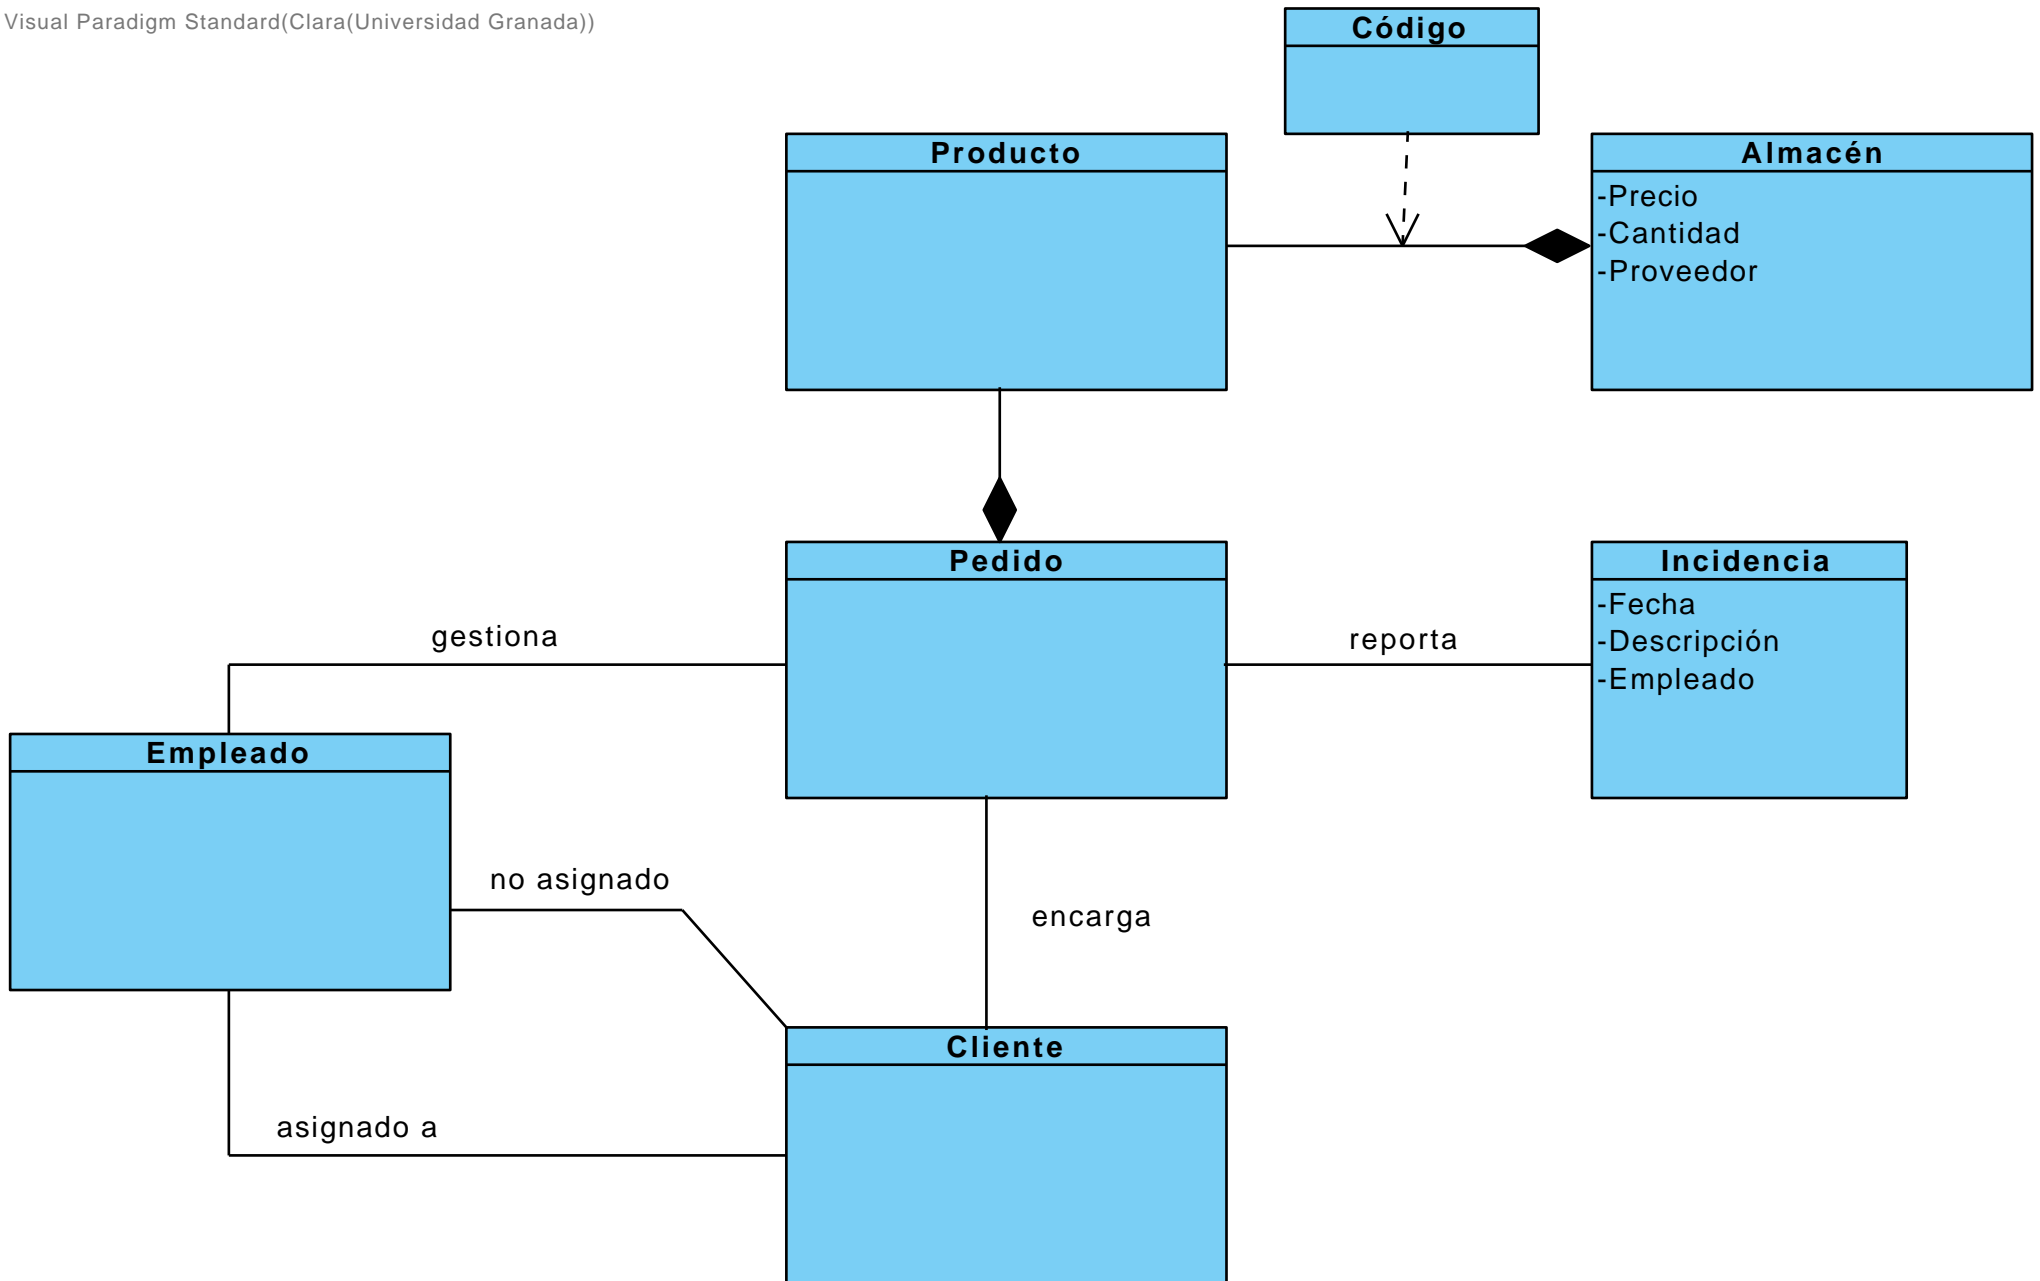 Visual Paradigm Standard(Clara(Universidad Granada))
Código
Producto
Almacén
-Precio
-Cantidad
-Proveedor
Pedido
Incidencia
-Fecha
-Descripción
-Empleado
gestiona
reporta
Empleado
no asignado
encarga
Cliente
asignado a